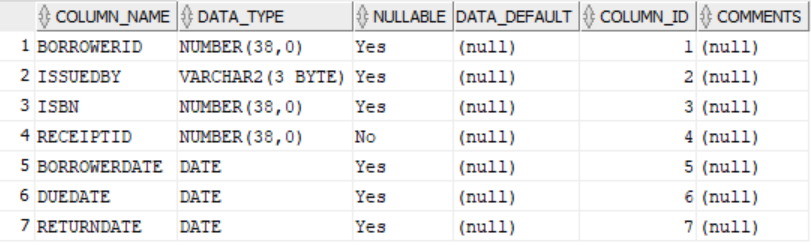 COLUMN_NAME DATA_TYPE NULLABLE DATA_DEFAULT COLUMN_ID COMMENTS
1 BORROWERID NUMBER(38,0) Yes (null) 1 (null)
2 ISSUEDBY VARCHAR2(3 BYTE) Yes (null) 2 (null)
3 ISBN NUMBER(38,0) Yes (null) 3 (null)
4 RECEIPTID NUMBER(38,0) No (null) 4 (null)
5 BORROWERDATE DATE Yes (null) 5 (null)
6 DUEDATE DATE Yes (null) 6 (null)
7 RETURNDATE DATE Yes (null) 7 (null)